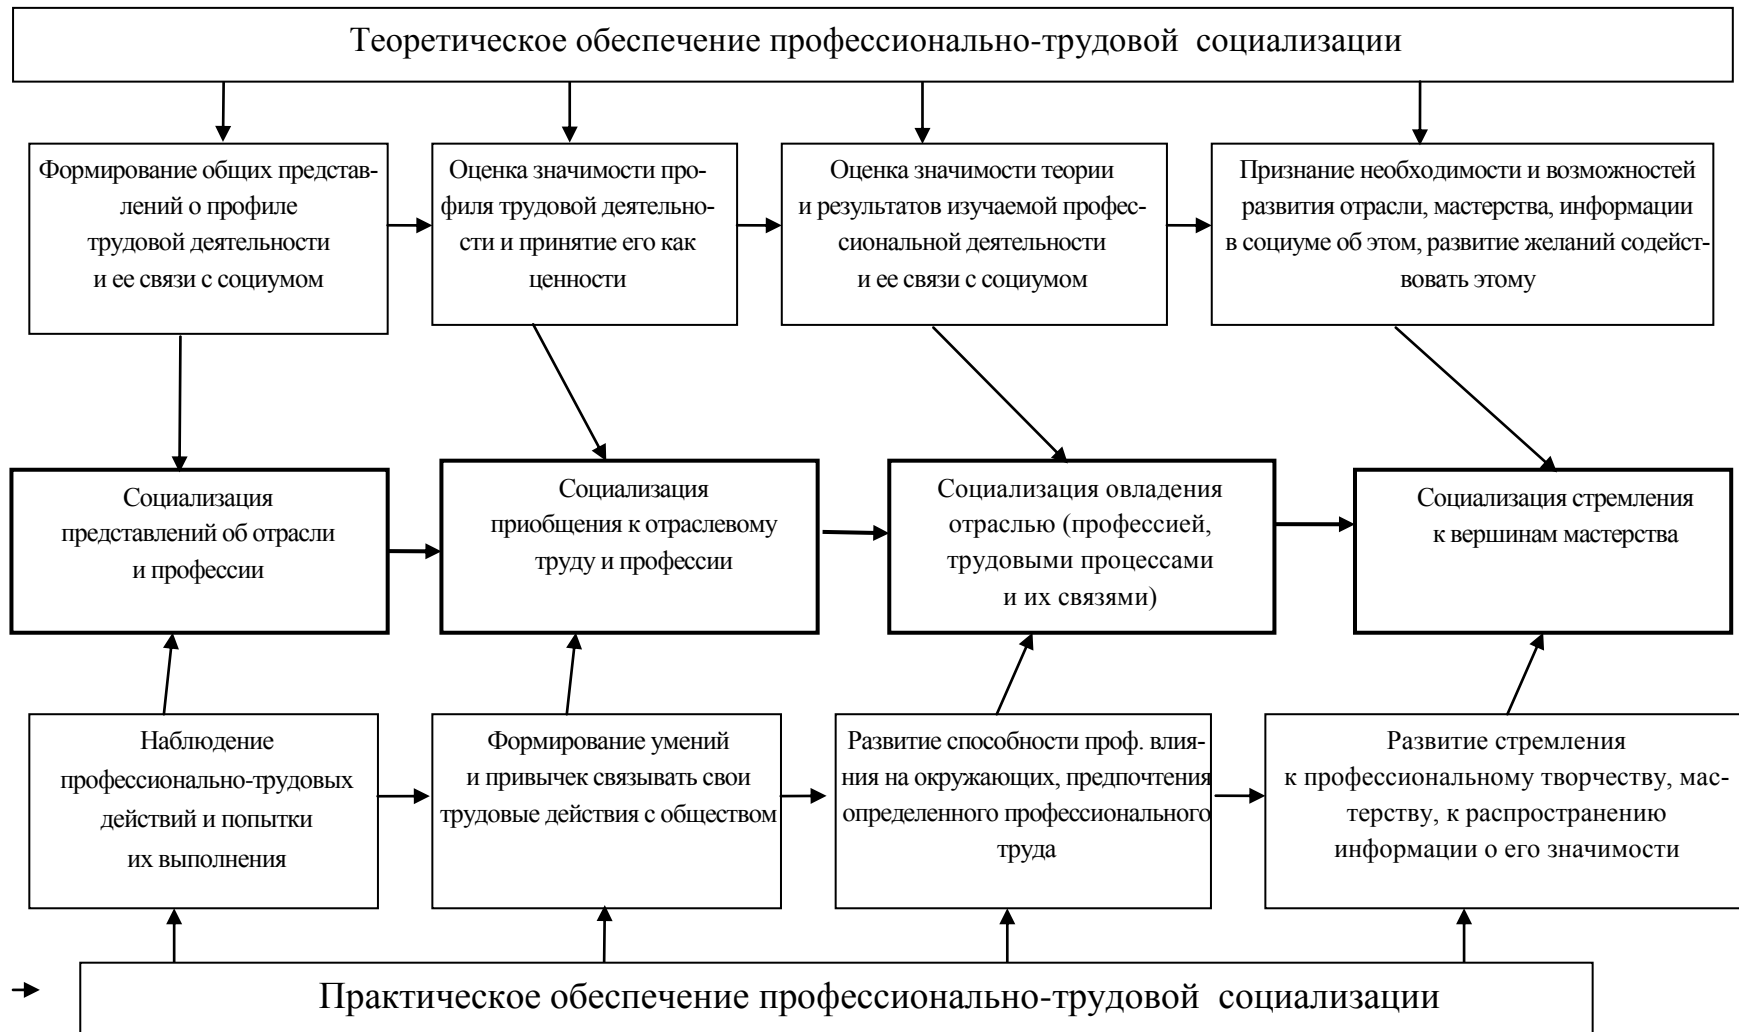 Теоретическое обеспечение профессионально-трудовой социализации
Формирование общих представ-
лений о профиле
трудовой деятельности
и ее связи с социумом
Оценка значимости про-
филя трудовой деятельно-
сти и принятие его как
ценности
Оценка значимости теории
и результатов изучаемой профес-
сиональной деятельности
и ее связи с социумом
Признание необходимости и возможностей
развития отрасли, мастерства, информации
в социуме об этом, развитие желаний содейст-
вовать этому
Социализация
представлений об отрасли
и профессии
Социализация
приобщения к отраслевому
труду и профессии
Социализация овладения
отраслью (профессией,
трудовыми процессами
и их связями)
Социализация стремления
к вершинам мастерства
Наблюдение
профессионально-трудовых
действий и попытки
их выполнения
Формирование умений
и привычек связывать свои
трудовые действия с обществом
Развитие способности проф. влия-
ния на окружающих, предпочтения
определенного профессионального
труда
Развитие стремления
к профессиональному творчеству, мас-
терству, к распространению
информации о его значимости
Практическое обеспечение профессионально-трудовой социализации